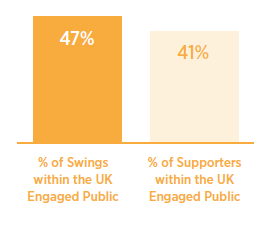 47%
41%
% of Swings
within the UK
Engaged Public
% of Supporters
within the UK
Engaged Public